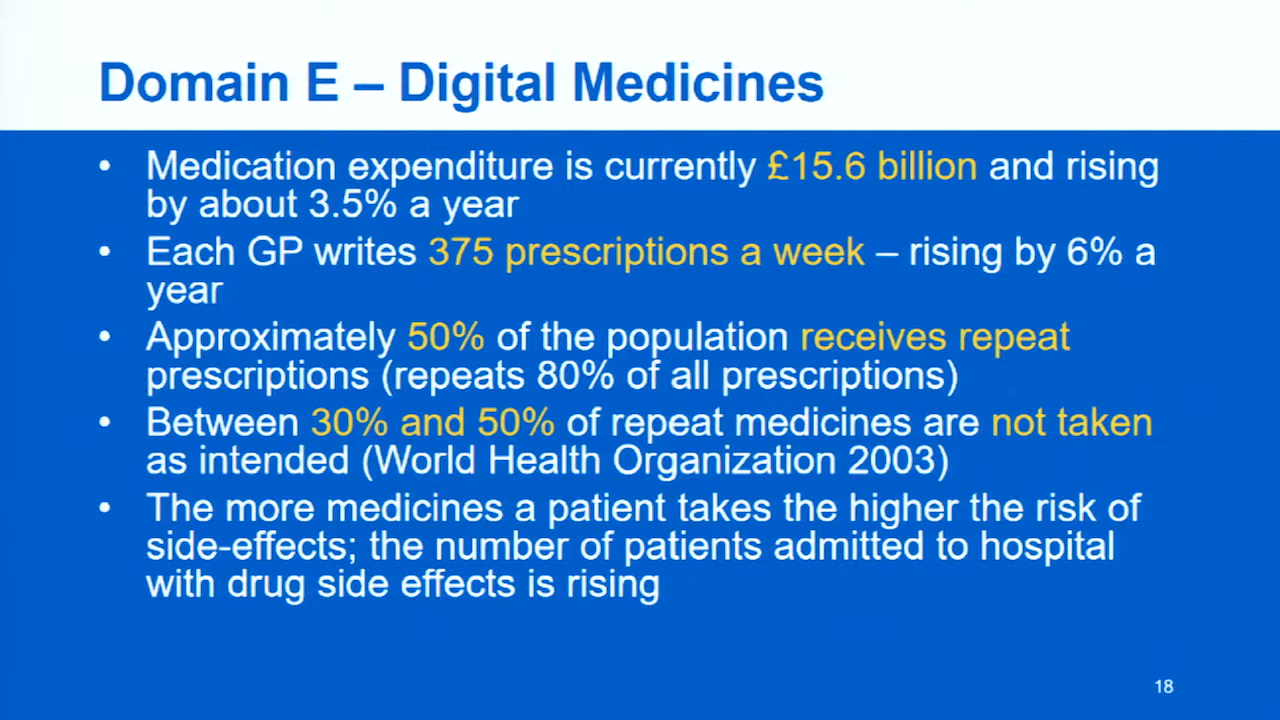 Domain E – Digital Medicines
• Medication expenditure is currently £15.6 billion and rising
by about 3.5% a year
• Each GP writes 375 prescriptions a week – rising by 6% a
year
• Approximately 50% of the population receives repeat
prescriptions (repeats 80% of all prescriptions)
• Between 30% and 50% of repeat medicines are not taken
as intended (World Health Organization 2003)
• The more medicines a patient takes the higher the risk of
side-effects; the number of patients admitted to hospital
with drug side effects is rising
18